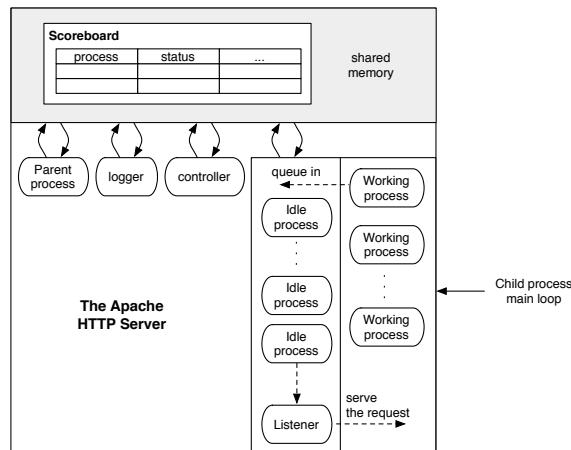 Scoreboard
process status ...
shared
memory
Parent
process
logger
controller
queue in
Working
process
Idle
process
Working
process
Idle
process
Child process
main loop
The Apache
HTTP Server
Working
process
Idle
process
serve
the request
Listener